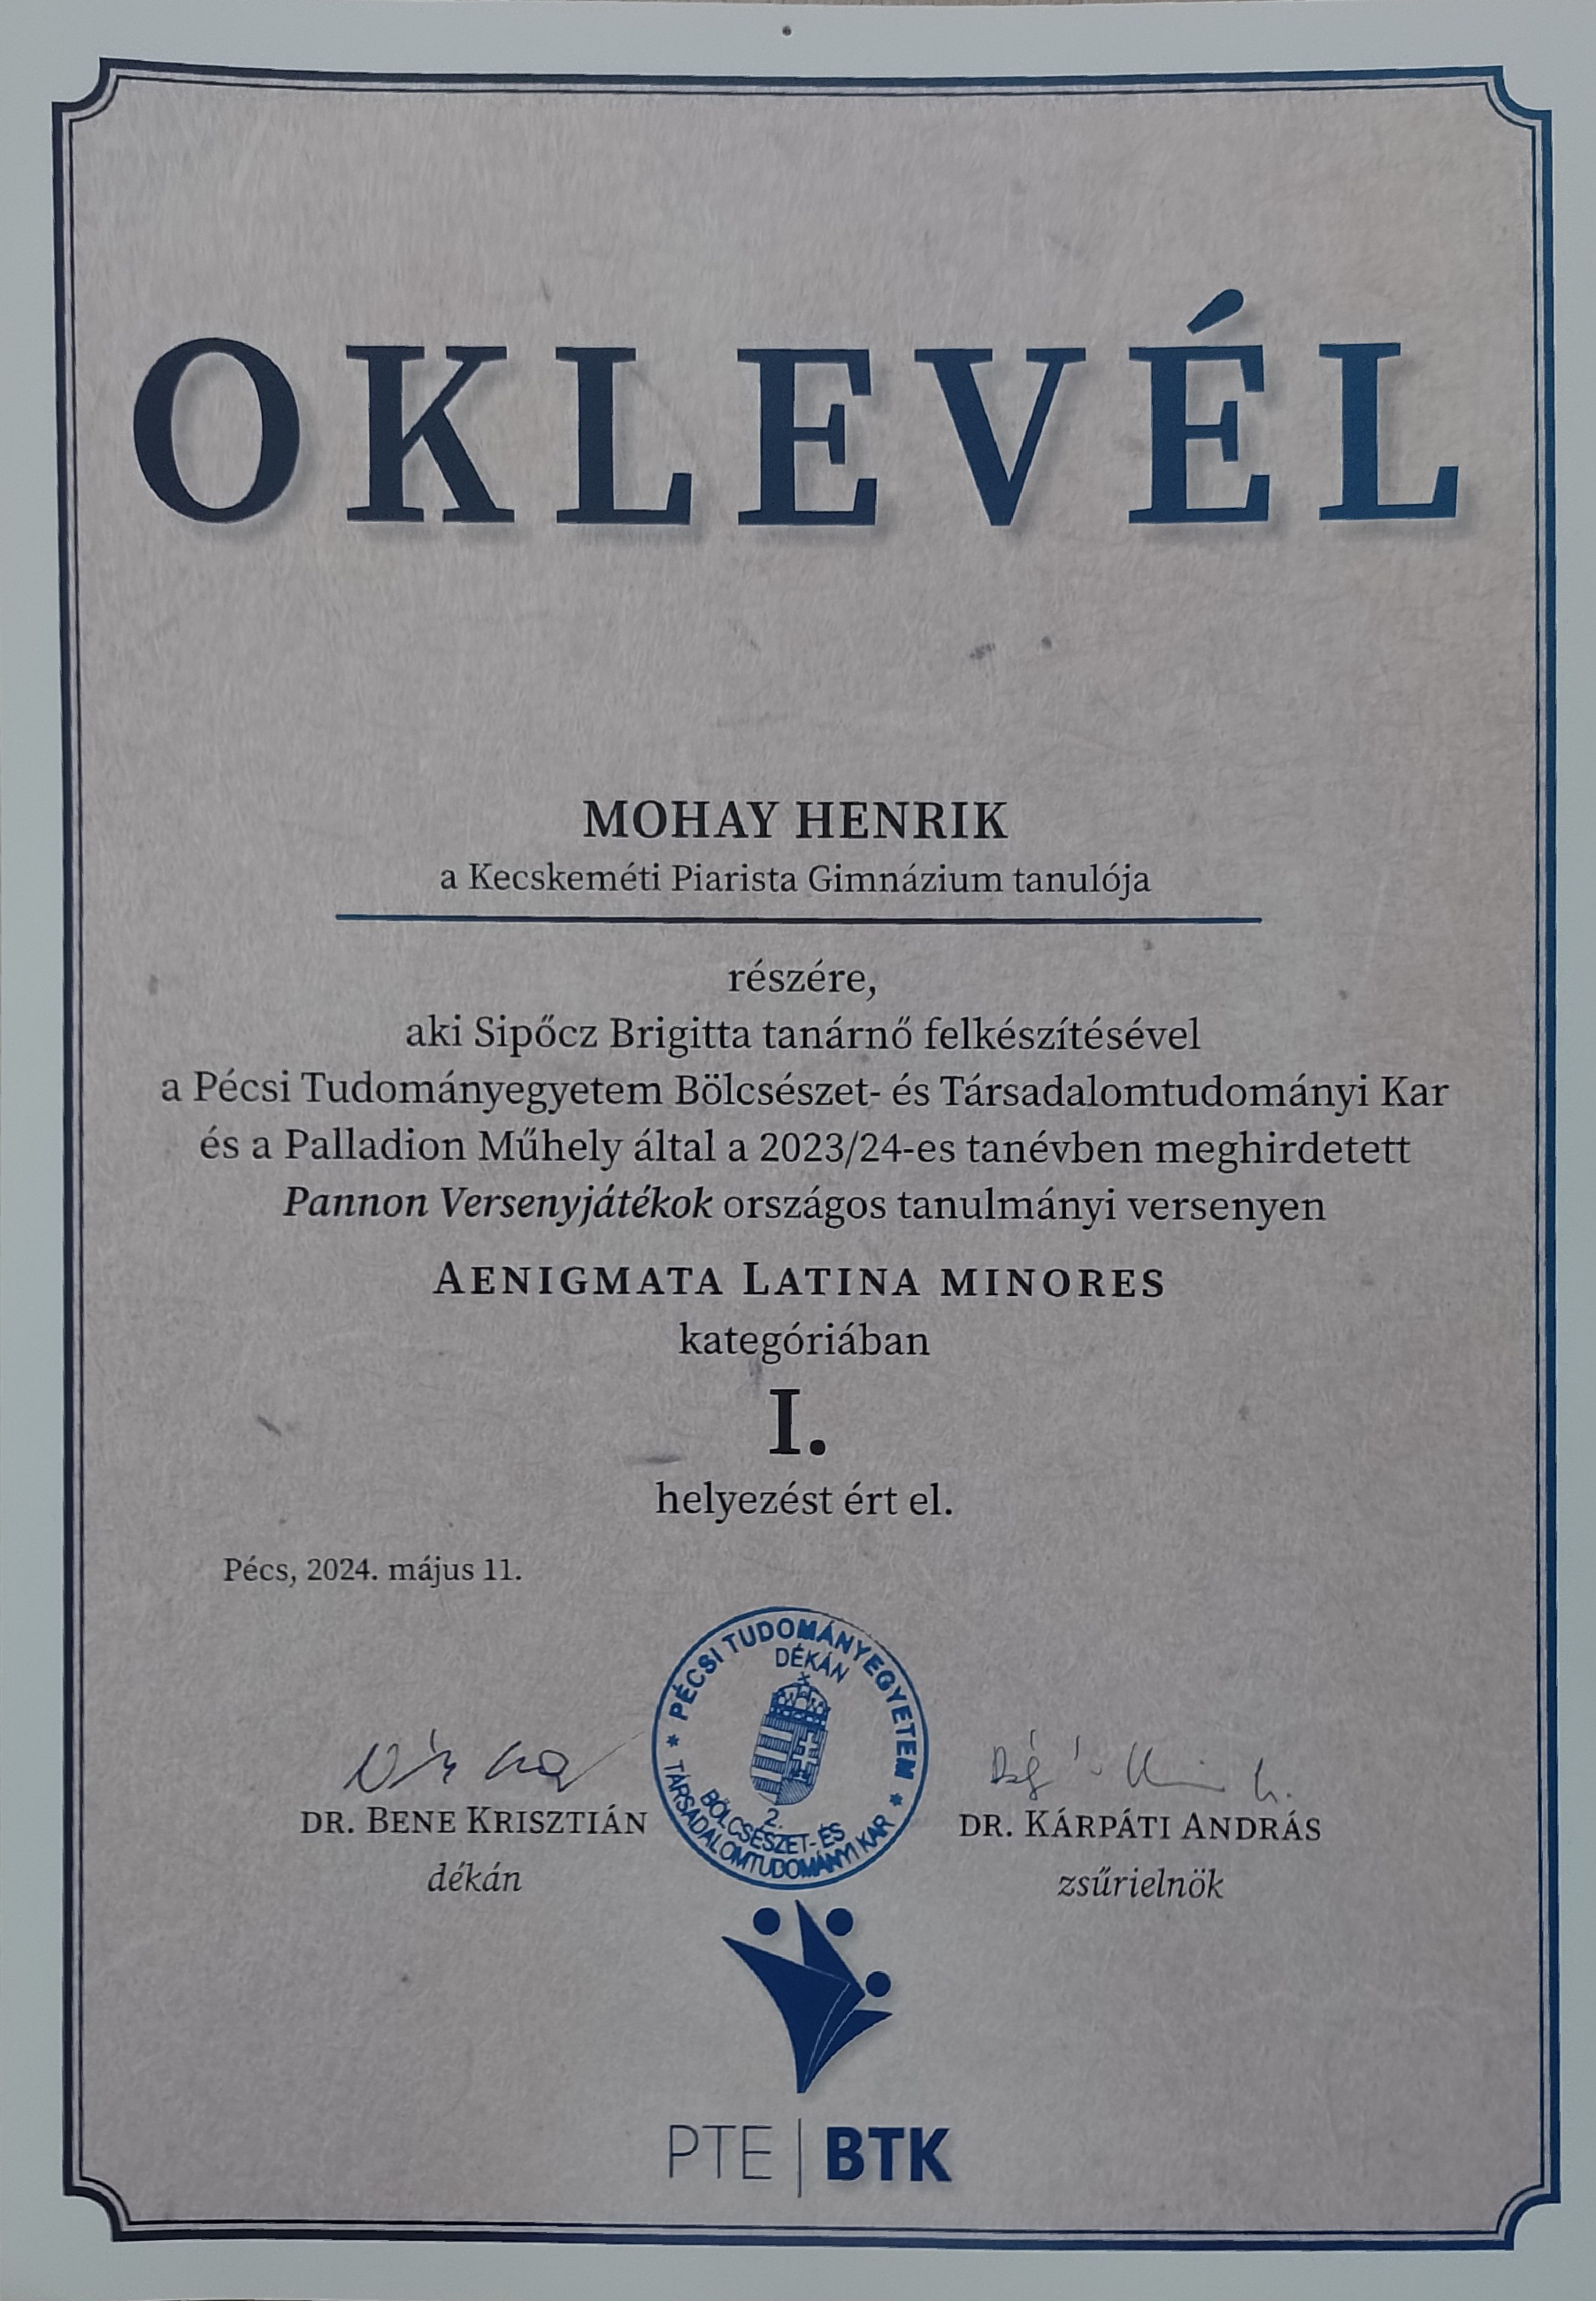 OKLEVÉL
MOHAY HENRIK
a Kecskeméti Piarista Gimnázium tanulója
részére,
aki Sipőcz Brigitta tanárnő felkészítésével
a Pécsi Tudományegyetem Bölcsészet- és Társadalomtudományi Kar
és a Palladion Műhely által a 2023/24-es tanévben meghirdetett
Pannon Versenyjátékok országos tanulmányi versenyen
AENIGMATA LATINA MINORES
kategóriában
I.
helyezést ért el.
Pécs, 2024. május 11.
* PÉCSI TUDOMÁNYEGYETEM *
DÉKÁN
2.
BÖLCSÉSZET- ÉS
TÁRSADALOMTUDOMÁNYI KAR
DR. BENE KRISZTIÁN
dékán
DR. KÁRPÁTI ANDRÁS
zsűrielnök
PTE | BTK